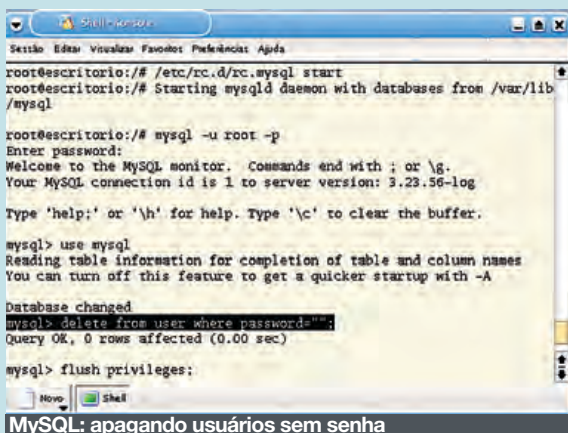 Shell - Konsole
Sessão Editar Visualizar Favoritos Preferências Ajuda
root@escritorio:/# /etc/rc.d/rc.mysql start
root@escritorio:/# Starting mysqld daemon with databases from /var/lib
/mysql
root@escritorio:/# mysql -u root -p
Enter password:
Welcome to the MySQL monitor.  Commands end with ; or \g.
Your MySQL connection id is 1 to server version: 3.23.56-log
Type 'help;' or '\h' for help. Type '\c' to clear the buffer.
mysql> use mysql
Reading table information for completion of table and column names
You can turn off this feature to get a quicker startup with -A
Database changed
mysql> delete from user where password="";
Query OK, 0 rows affected (0.00 sec)
mysql> flush privileges;
Novo Shell
MySQL: apagando usuários sem senha